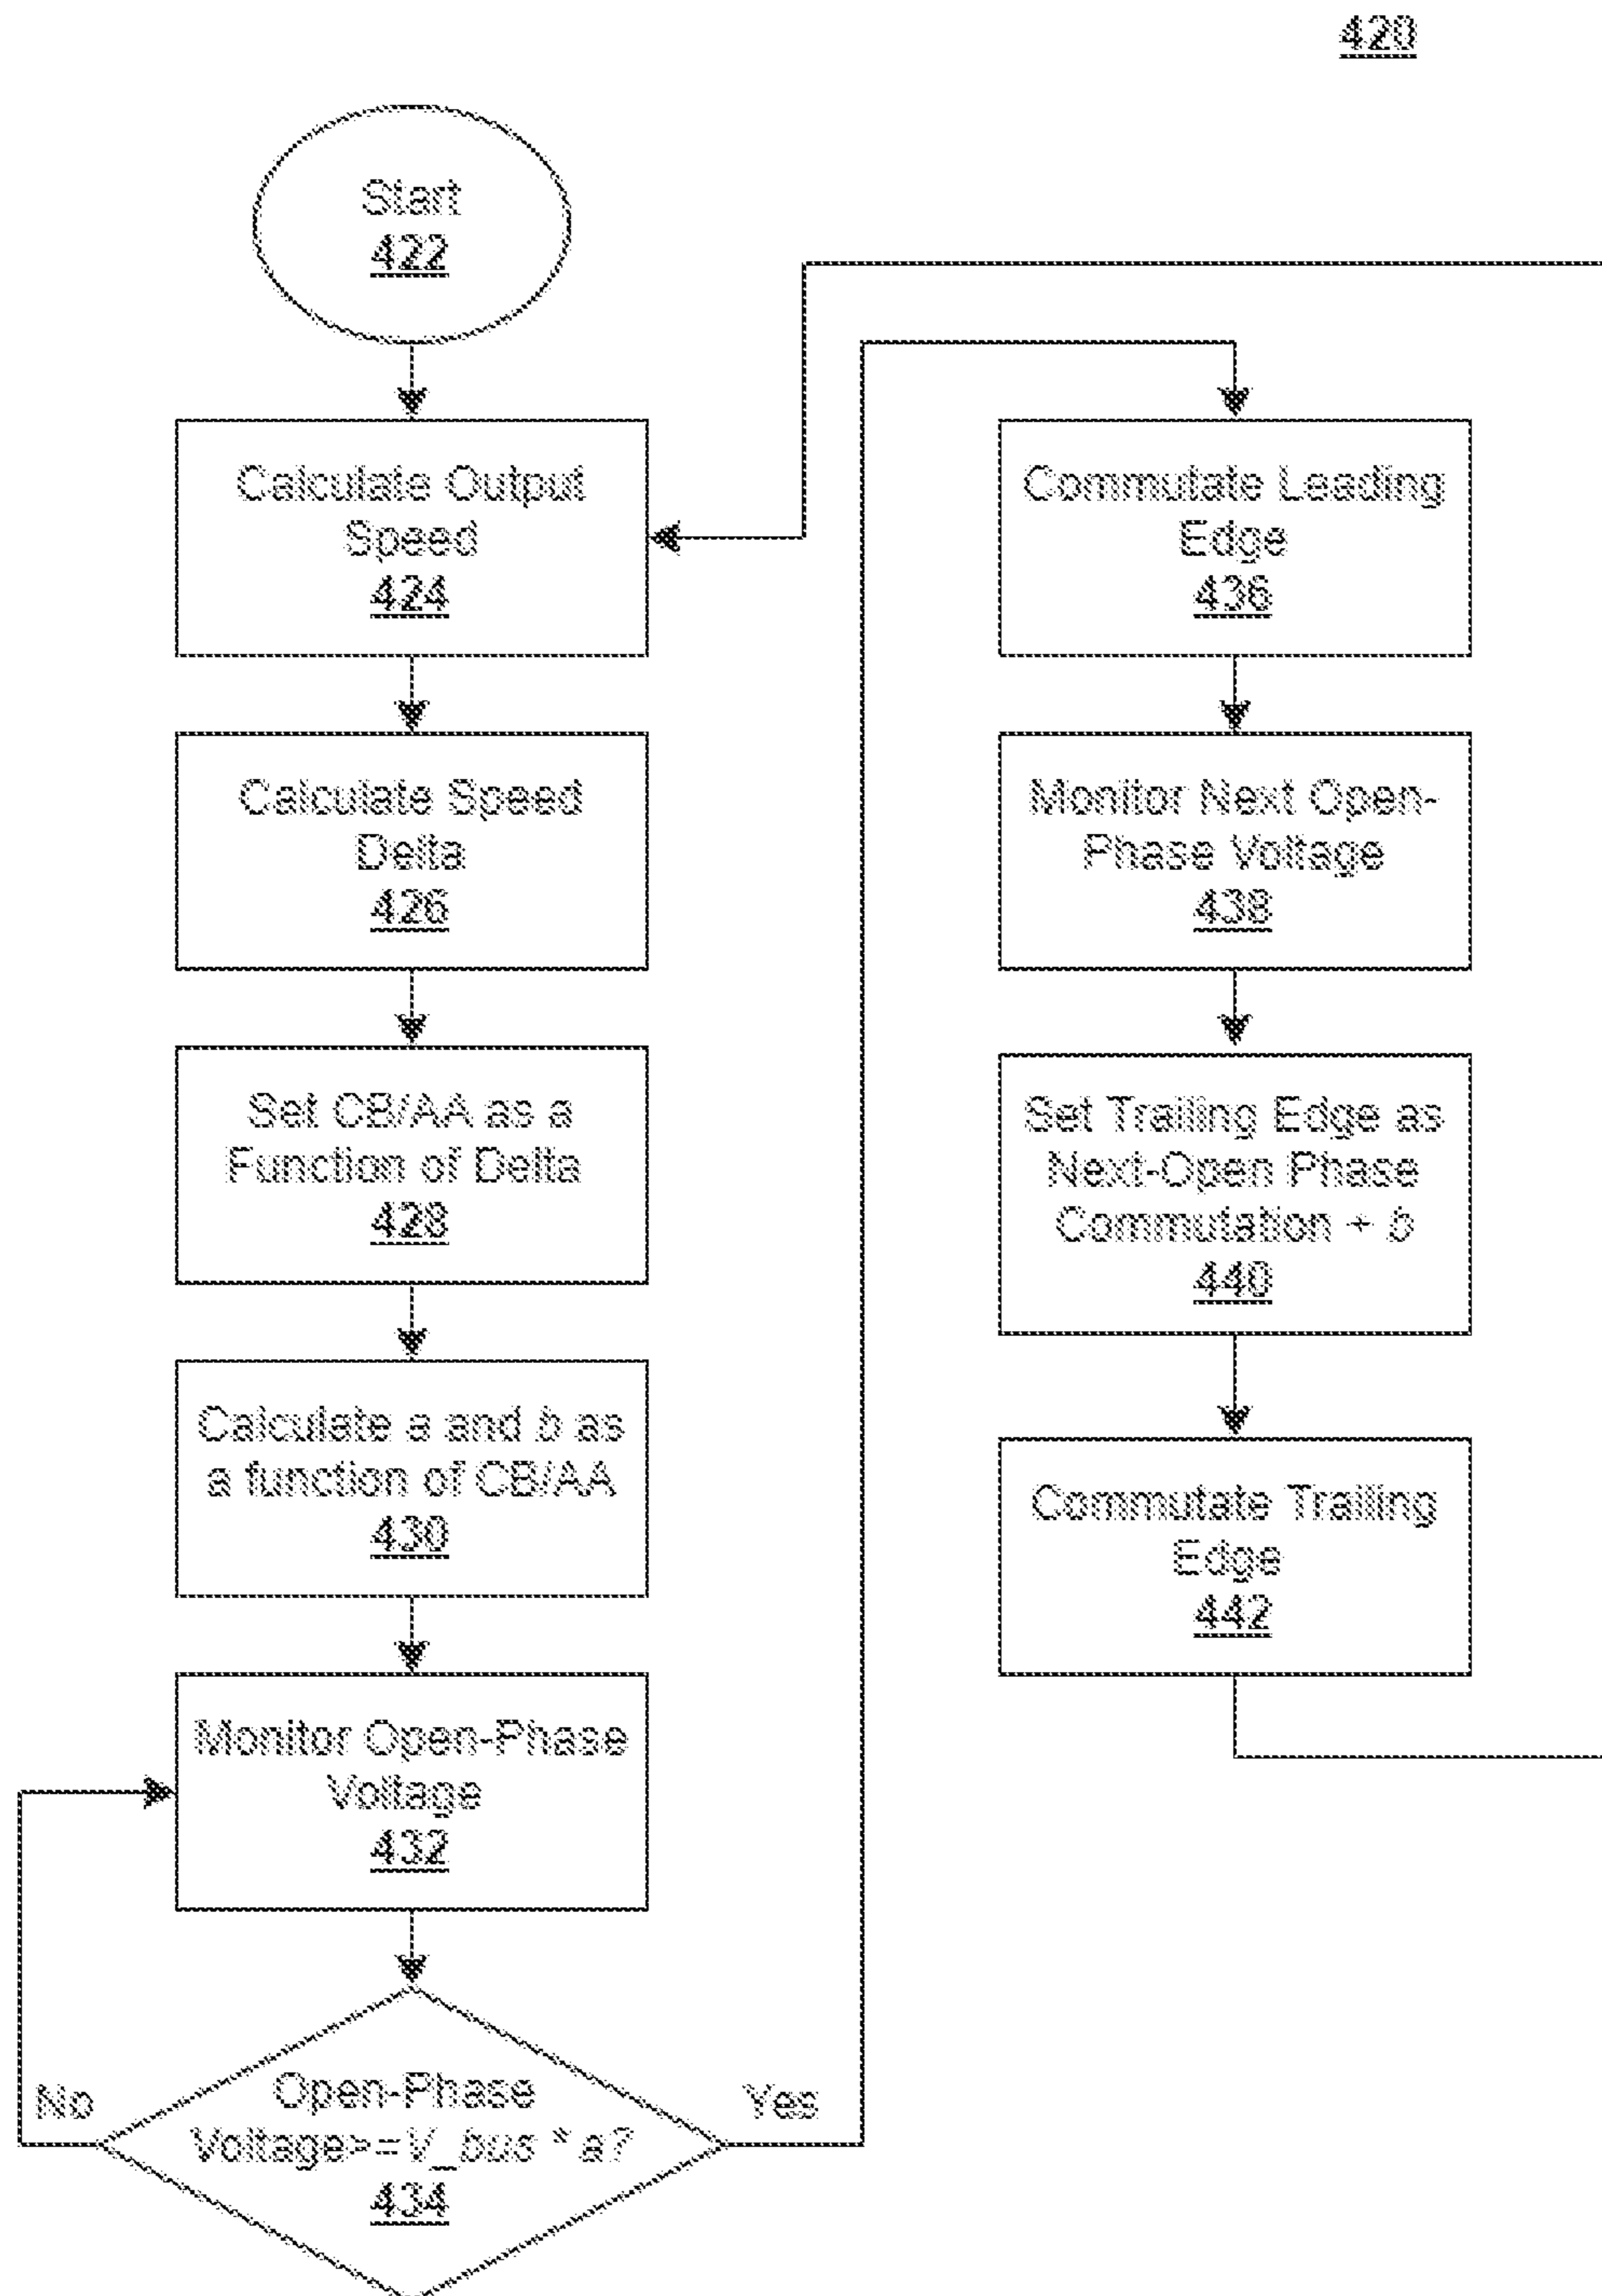 420
Start
422
Calculate Output
Speed
424
Calculate Speed
Delta
426
Set CB/AA as a
Function of Delta
428
Calculate a and b as
a function of CB/AA
430
Monitor Open-Phase
Voltage
432
No
Open-Phase
Voltage>=V_bus * a?
434
Yes
Commutate Leading
Edge
436
Monitor Next Open-
Phase Voltage
438
Set Trailing Edge as
Next-Open Phase
Commutation + b
440
Commutate Trailing
Edge
442